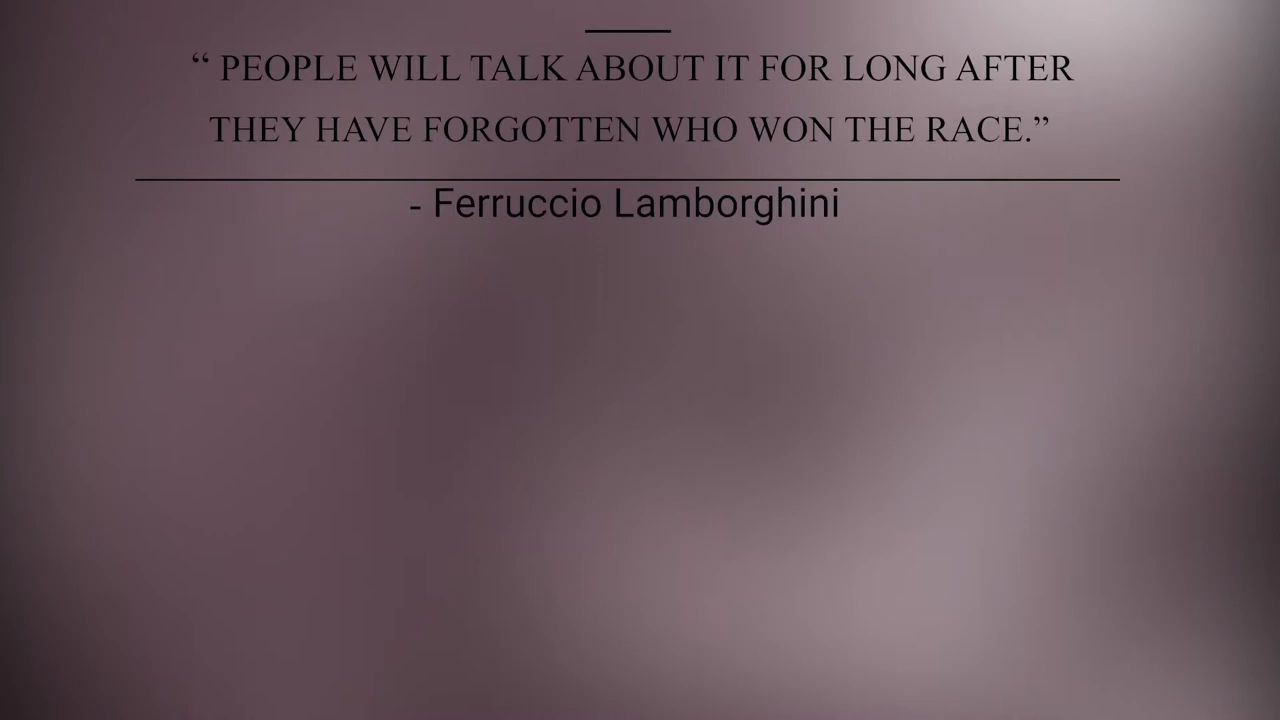 “ PEOPLE WILL TALK ABOUT IT FOR LONG AFTER
THEY HAVE FORGOTTEN WHO WON THE RACE.”
- Ferruccio Lamborghini